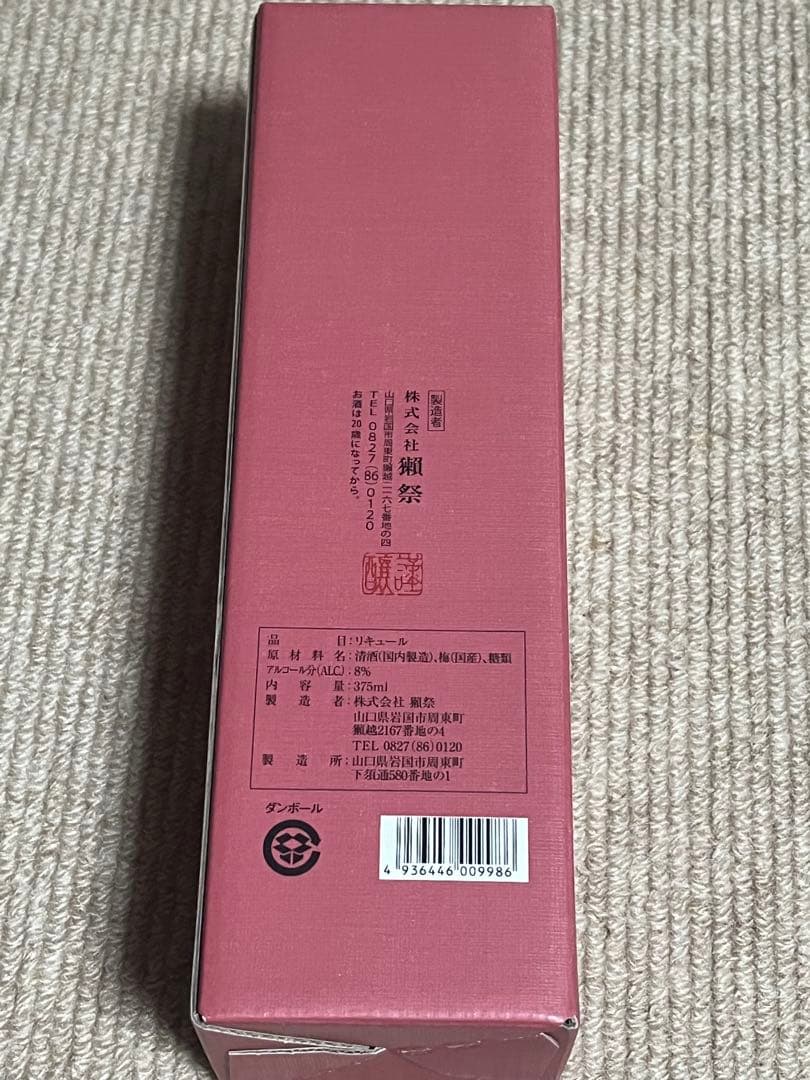 製造者
株式会社 獺祭
山口県岩国市周東町獺越二一六七番地の四
TEL 0827(86)0120
お酒は20歳になってから。
謹醸
品目:リキュール
原材料名:清酒(国内製造)、梅(国産)、糖類
アルコール分(ALC.):8%
内容量:375ml
製造者:株式会社 獺祭
山口県岩国市周東町
獺越2167番地の4
TEL 0827(86)0120
製造所:山口県岩国市周東町
下須通580番地の1
ダンボール
4 936446 009986